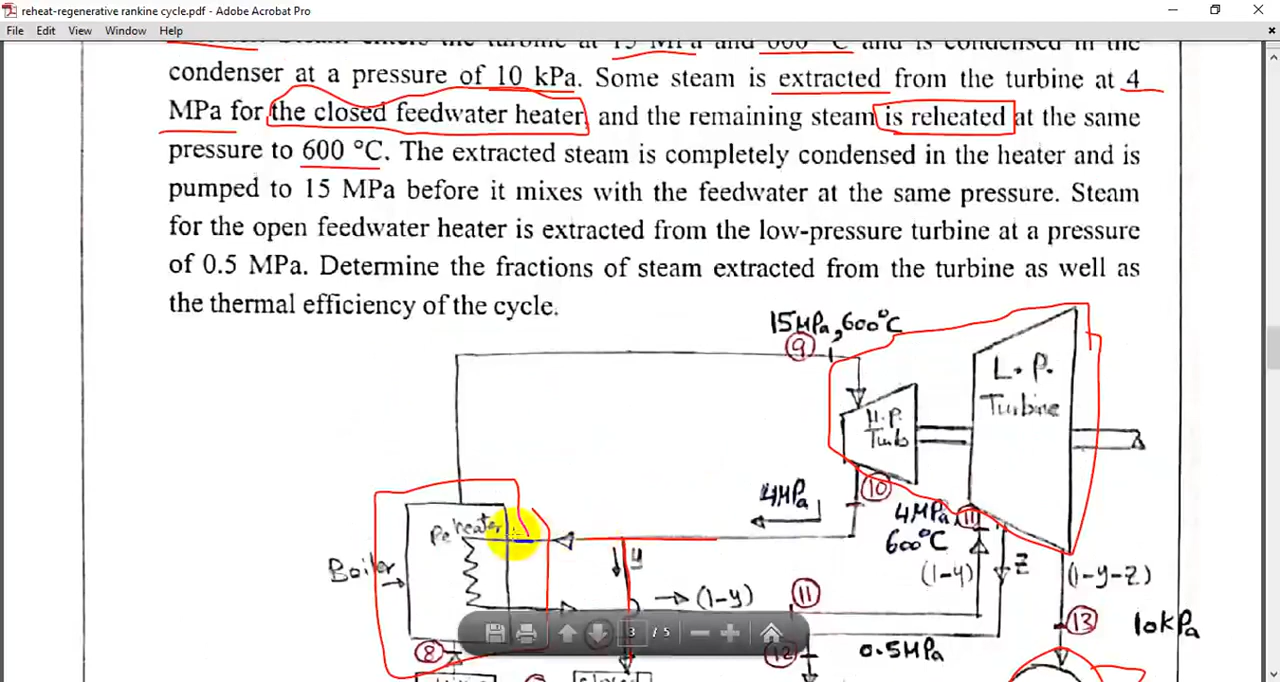 reheat-regenerative rankine cycle.pdf - Adobe Acrobat Pro
File Edit View Window Help
condenser at a pressure of 10 kPa. Some steam is extracted from the turbine at 4
MPa for the closed feedwater heater and the remaining steam is reheated at the same
pressure to 600 °C. The extracted steam is completely condensed in the heater and is
pumped to 15 MPa before it mixes with the feedwater at the same pressure. Steam
for the open feedwater heater is extracted from the low-pressure turbine at a pressure
of 0.5 MPa. Determine the fractions of steam extracted from the turbine as well as
the thermal efficiency of the cycle.
15MPa, 600°C
9
L.P.
Turbine
H.P.
Turb
10
4MPa
4MPa, 11
600°C
Reheater
Boiler
y
(1-y)
z
(1-y-z)
(1-y)
11
13
10kPa
3 / 5
8
12
0.5MPa